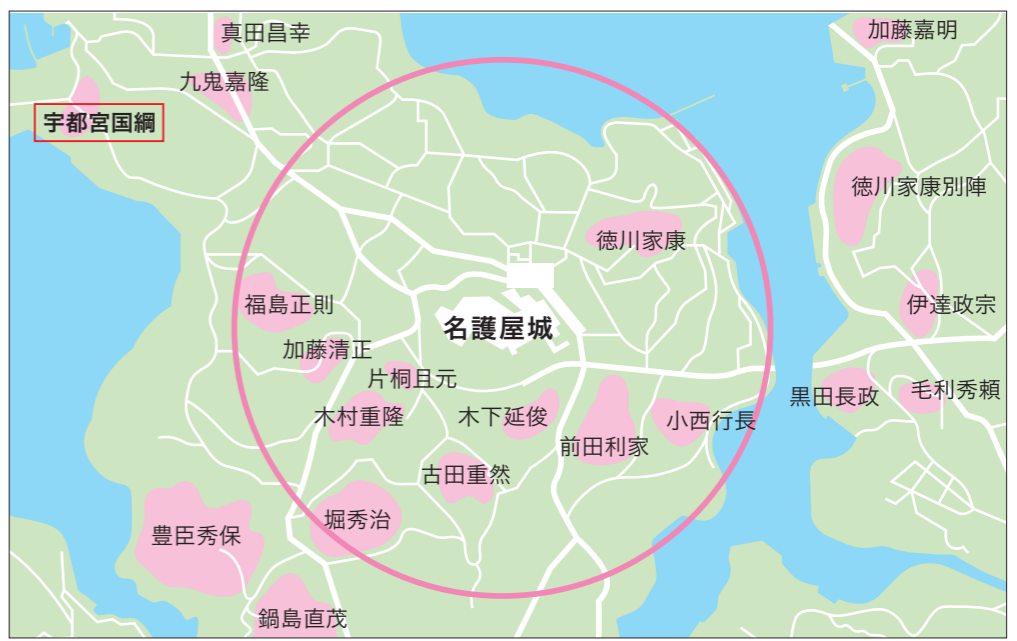 真田昌幸
加藤嘉明
九鬼嘉隆
宇都宮国綱
徳川家康別陣
徳川家康
福島正則
伊達政宗
名護屋城
加藤清正
片桐且元
黒田長政
毛利秀頼
木村重隆
木下延俊
小西行長
前田利家
古田重然
堀秀治
豊臣秀保
鍋島直茂